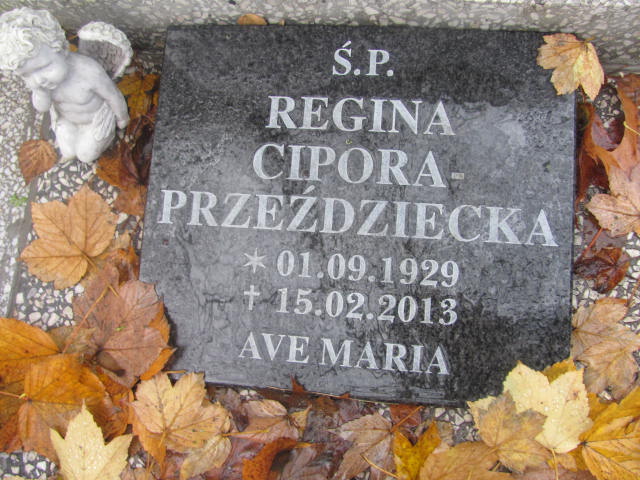 Ś.P.
REGINA
CIPORA-
PRZEŹDZIECKA
* 01.09.1929
† 15.02.2013
AVE MARIA